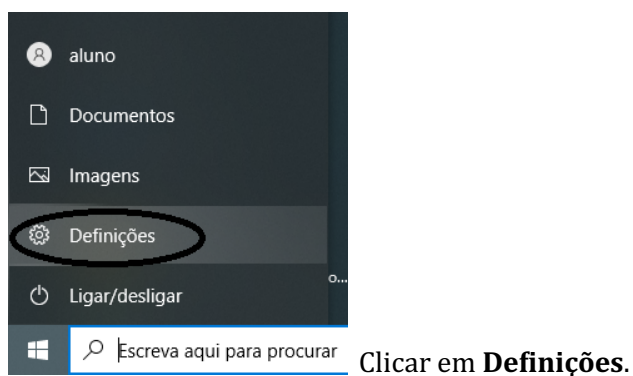 aluno
Documentos
Imagens
Definições
o...
Ligar/desligar
Escreva aqui para procurar
Clicar em Definições.